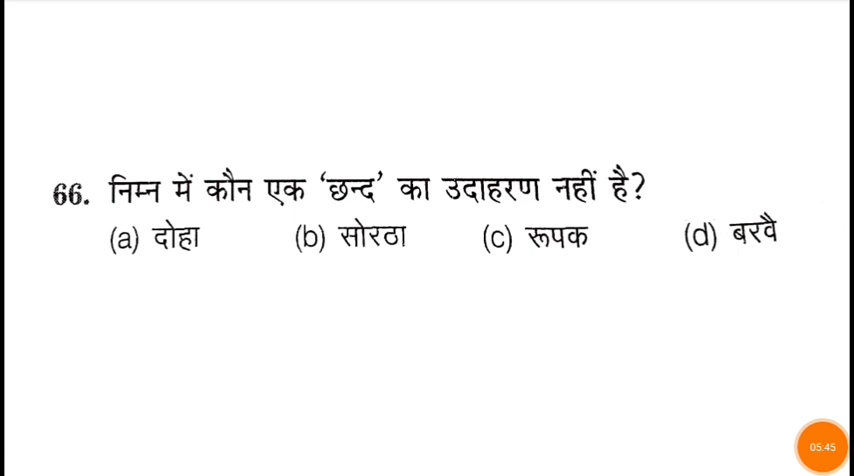 66. निम्न में कौन एक ‘छन्द’ का उदाहरण नहीं है?
(a) दोहा (b) सोरठा (c) रूपक (d) बरवै
05:45